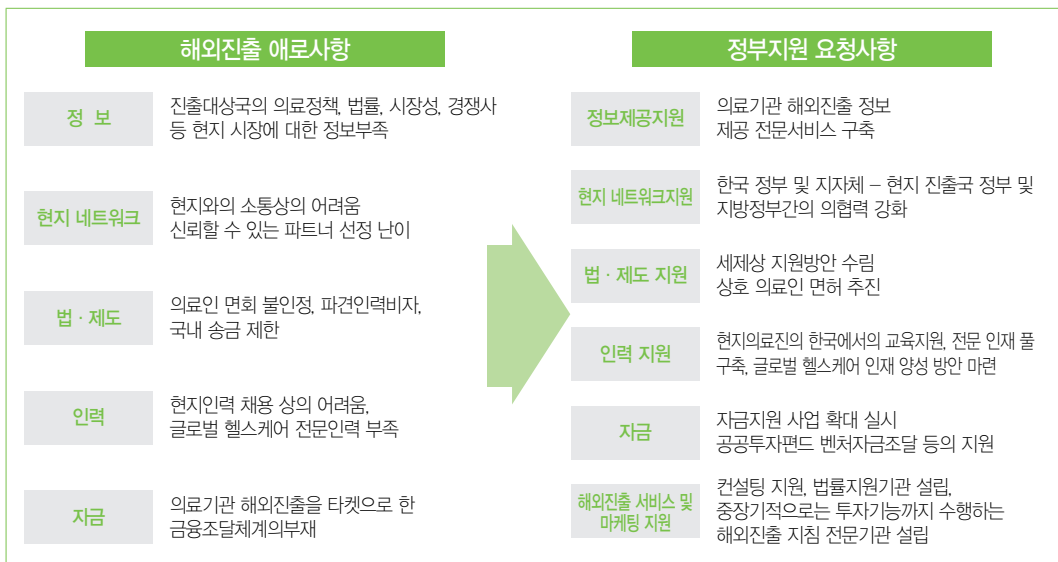 해외진출 애로사항
정 보
진출대상국의 의료정책, 법률, 시장성, 경쟁사
등 현지 시장에 대한 정보부족
현지 네트워크
현지와의 소통상의 어려움
신뢰할 수 있는 파트너 선정 난이
법 · 제도
의료인 면회 불인정, 파견인력비자,
국내 송금 제한
인력
현지인력 채용 상의 어려움,
글로벌 헬스케어 전문인력 부족
자금
의료기관 해외진출을 타켓으로 한
금융조달체계의부재
정부지원 요청사항
정보제공지원
의료기관 해외진출 정보
제공 전문서비스 구축
현지 네트워크지원
한국 정부 및 지자체 – 현지 진출국 정부 및
지방정부간의 의협력 강화
법 · 제도 지원
세제상 지원방안 수림
상호 의료인 면허 추진
인력 지원
현지의료진의 한국에서의 교육지원, 전문 인재 풀
구축, 글로벌 헬스케어 인재 양성 방안 마련
자금
자금지원 사업 확대 실시
공공투자편드 벤처자금조달 등의 지원
해외진출 서비스 및
마케팅 지원
컨설팅 지원, 법률지원기관 설립,
중장기적으로는 투자기능까지 수행하는
해외진출 지침 전문기관 설립